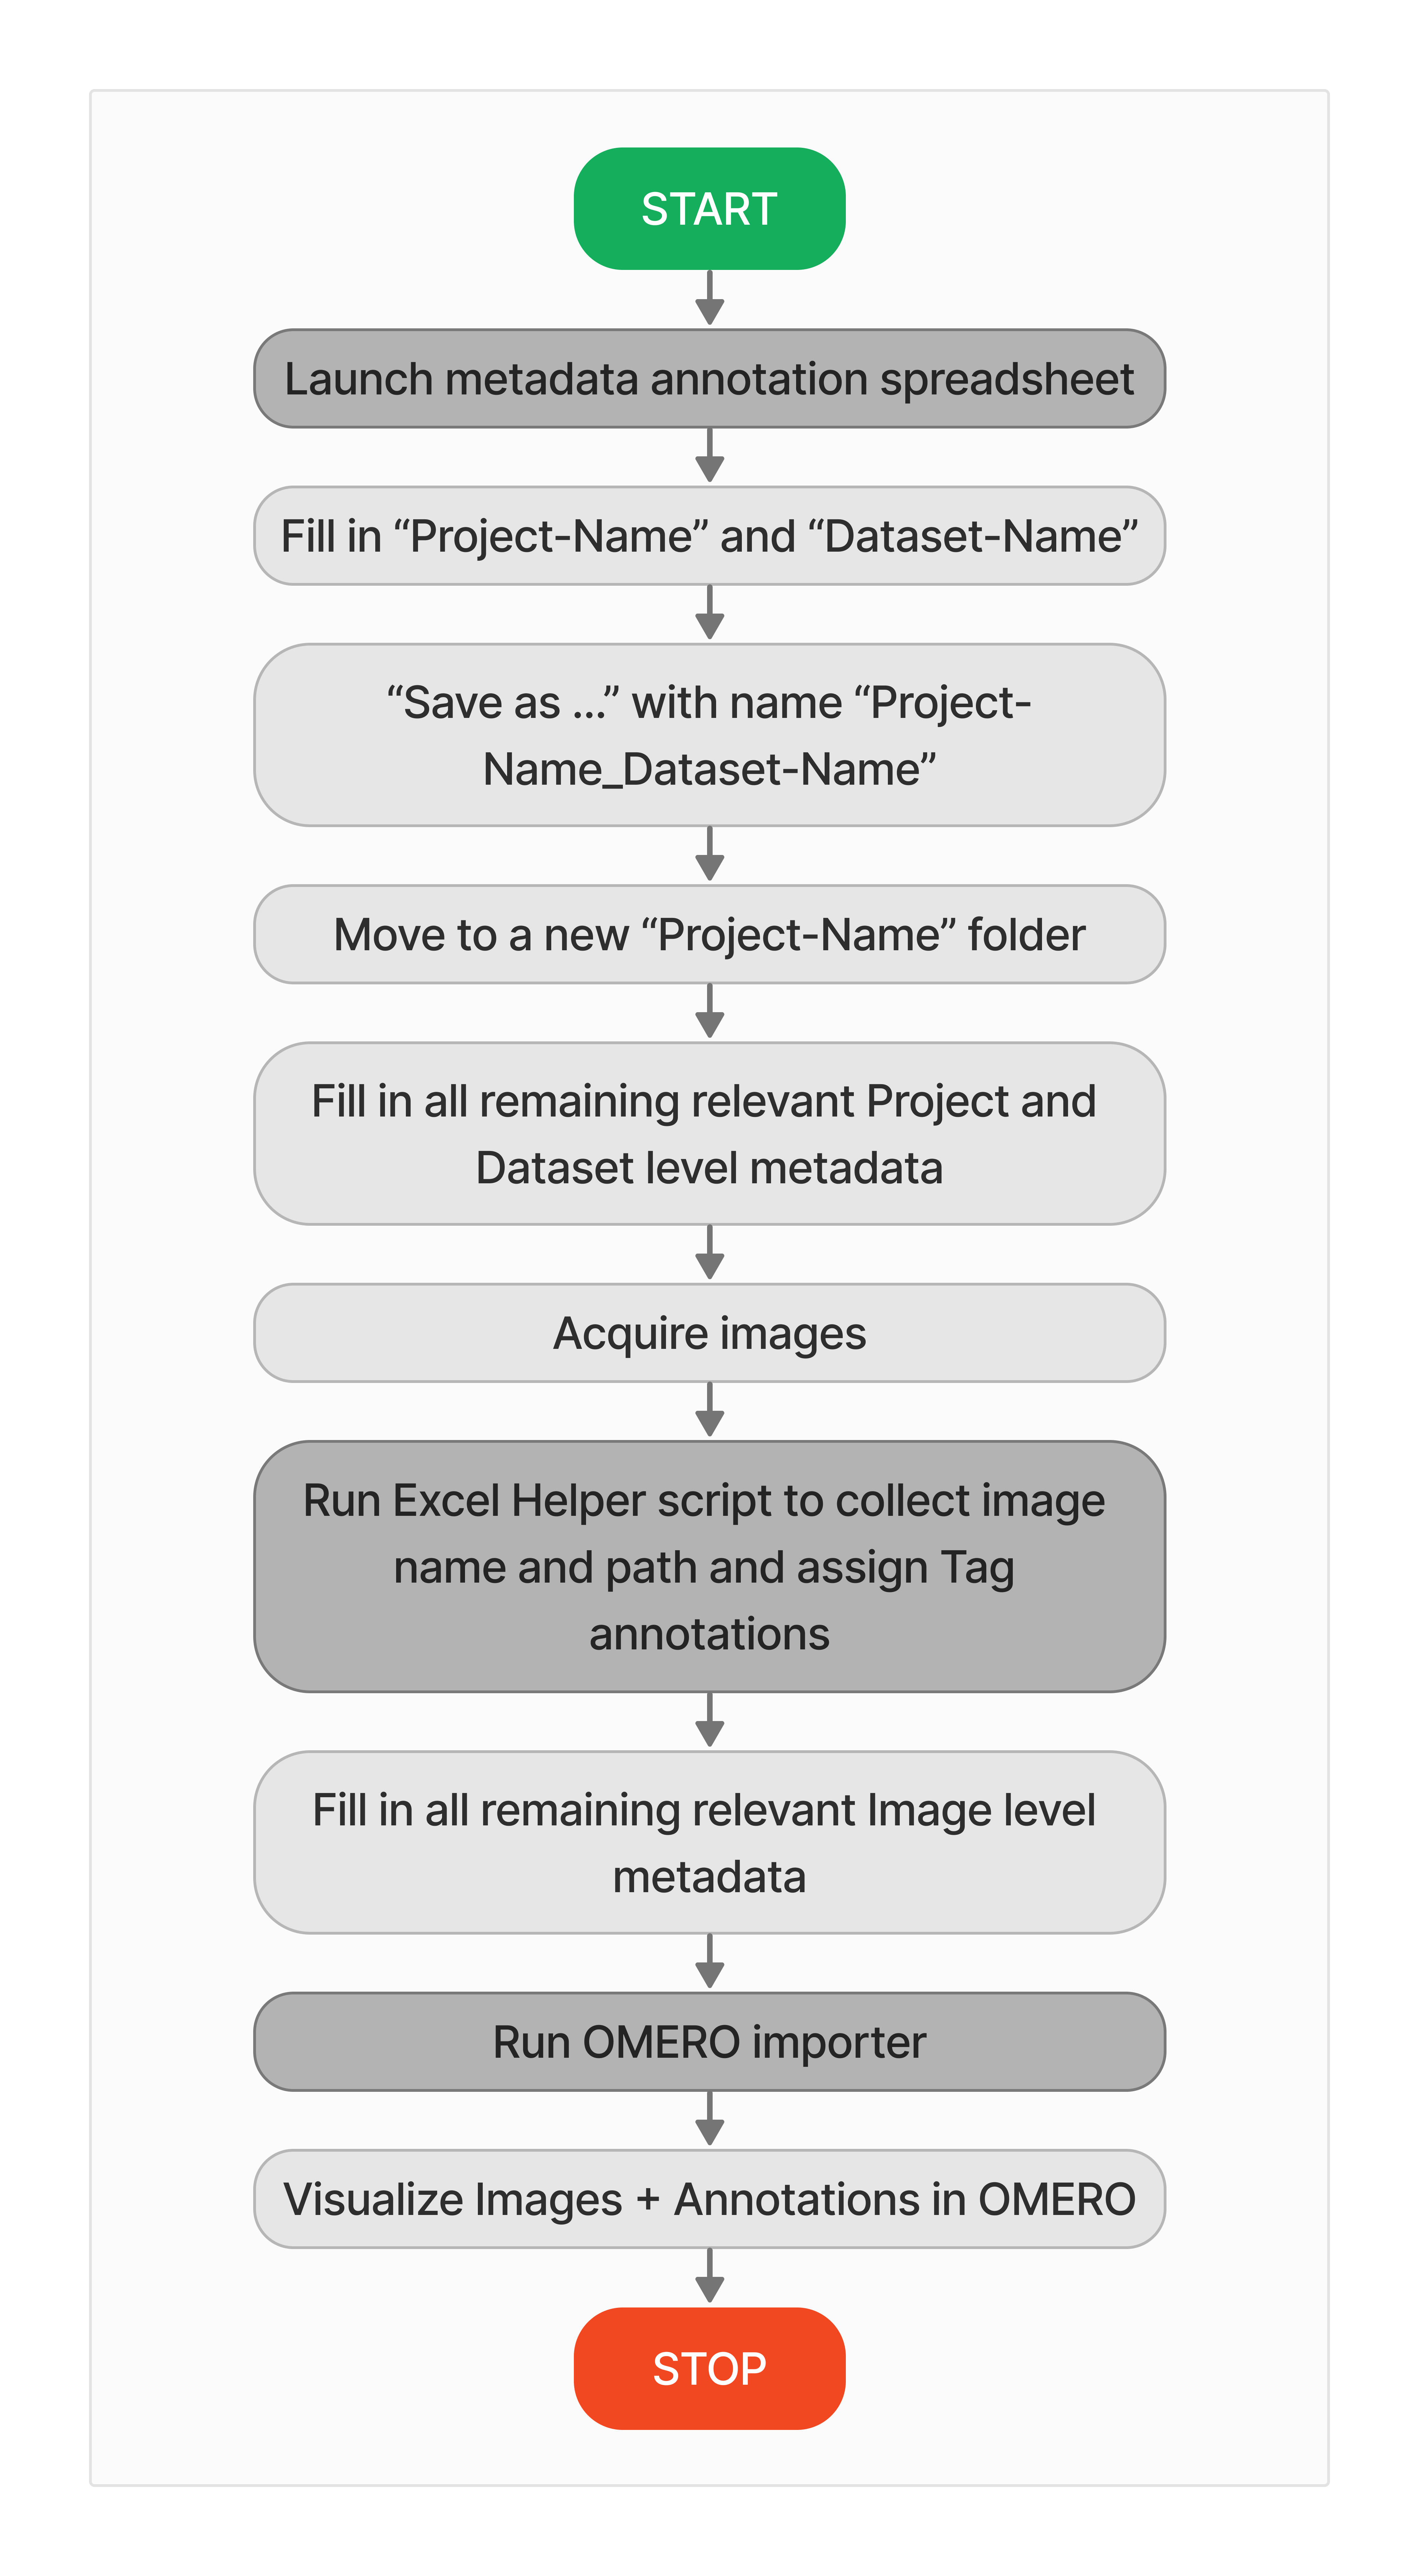 START
Launch metadata annotation spreadsheet
Fill in “Project-Name” and “Dataset-Name”
“Save as ...” with name “Project-
Name_Dataset-Name”
Move to a new “Project-Name” folder
Fill in all remaining relevant Project and
Dataset level metadata
Acquire images
Run Excel Helper script to collect image
name and path and assign Tag
annotations
Fill in all remaining relevant Image level
metadata
Run OMERO importer
Visualize Images + Annotations in OMERO
STOP